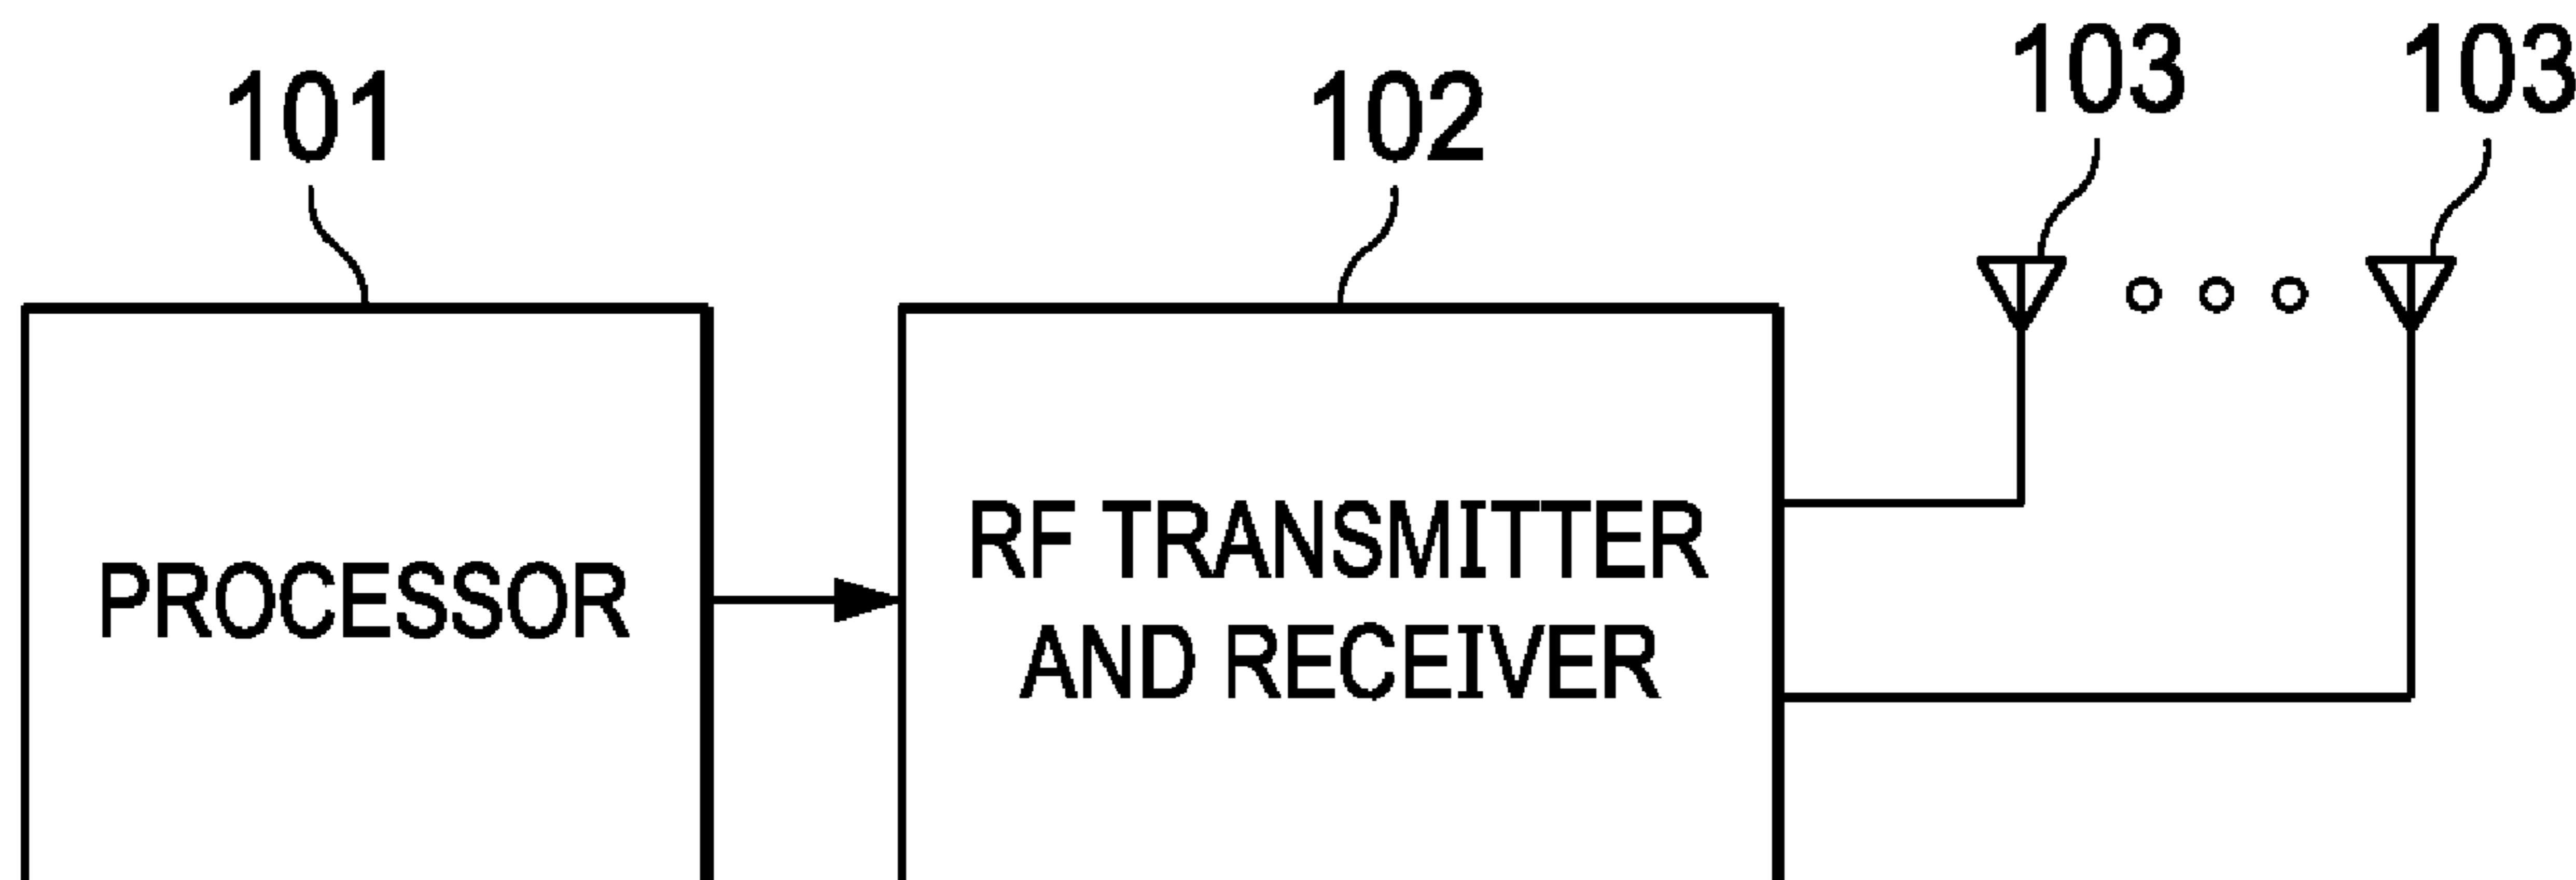 101
102
103
103
PROCESSOR
RF TRANSMITTER
AND RECEIVER